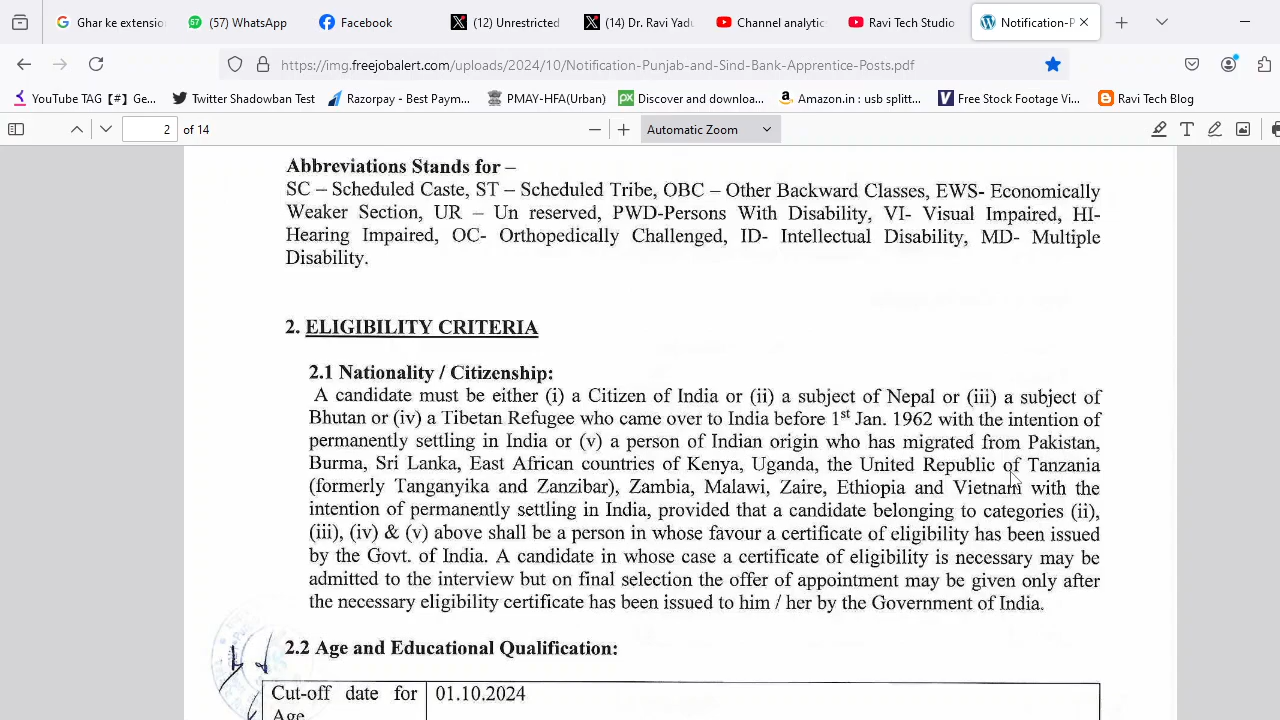 Ghar ke extension
(57) WhatsApp
Facebook
(12) Unrestricted
(14) Dr. Ravi Yadu
Channel analytic
Ravi Tech Studio
Notification-P
https://img.freejobalert.com/uploads/2024/10/Notification-Punjab-and-Sind-Bank-Apprentice-Posts.pdf
YouTube TAG [#] Ge...
Twitter Shadowban Test
Razorpay - Best Paym...
PMAY-HFA(Urban)
Discover and downloa...
Amazon.in : usb splitt...
Free Stock Footage Vi...
Ravi Tech Blog
2 of 14
Automatic Zoom
Abbreviations Stands for –
SC – Scheduled Caste, ST – Scheduled Tribe, OBC – Other Backward Classes, EWS- Economically
Weaker Section, UR – Un reserved, PWD-Persons With Disability, VI- Visual Impaired, HI-
Hearing Impaired, OC- Orthopedically Challenged, ID- Intellectual Disability, MD- Multiple
Disability.
2. ELIGIBILITY CRITERIA
2.1 Nationality / Citizenship:
A candidate must be either (i) a Citizen of India or (ii) a subject of Nepal or (iii) a subject of
Bhutan or (iv) a Tibetan Refugee who came over to India before 1st Jan. 1962 with the intention of
permanently settling in India or (v) a person of Indian origin who has migrated from Pakistan,
Burma, Sri Lanka, East African countries of Kenya, Uganda, the United Republic of Tanzania
(formerly Tanganyika and Zanzibar), Zambia, Malawi, Zaire, Ethiopia and Vietnam with the
intention of permanently settling in India, provided that a candidate belonging to categories (ii),
(iii), (iv) & (v) above shall be a person in whose favour a certificate of eligibility has been issued
by the Govt. of India. A candidate in whose case a certificate of eligibility is necessary may be
admitted to the interview but on final selection the offer of appointment may be given only after
the necessary eligibility certificate has been issued to him / her by the Government of India.
2.2 Age and Educational Qualification:
Cut-off date for 01.10.2024
Age